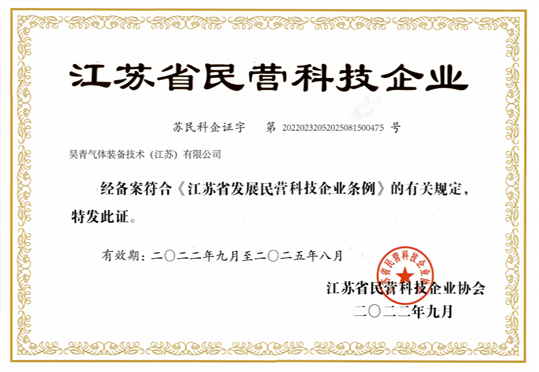 江苏省民营科技企业
苏民科企证字 第 20220232052025081500475 号
昊青气体装备技术（江苏）有限公司
经备案符合《江苏省发展民营科技企业条例》的有关规定，
特发此证。
有效期：二〇二二年九月至二〇二五年八月
江苏省民营科技企业协会
二〇二二年九月